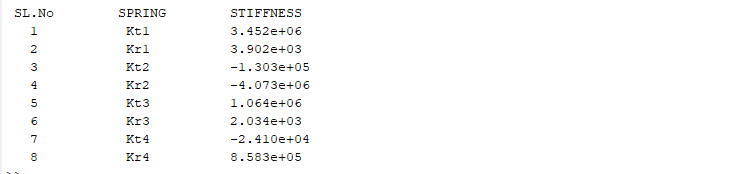 SL.No SPRING STIFFNESS
1 Kt1 3.452e+06
2 Kr1 3.902e+03
3 Kt2 -1.303e+05
4 Kr2 -4.073e+06
5 Kt3 1.064e+06
6 Kr3 2.034e+03
7 Kt4 -2.410e+04
8 Kr4 8.583e+05
>>